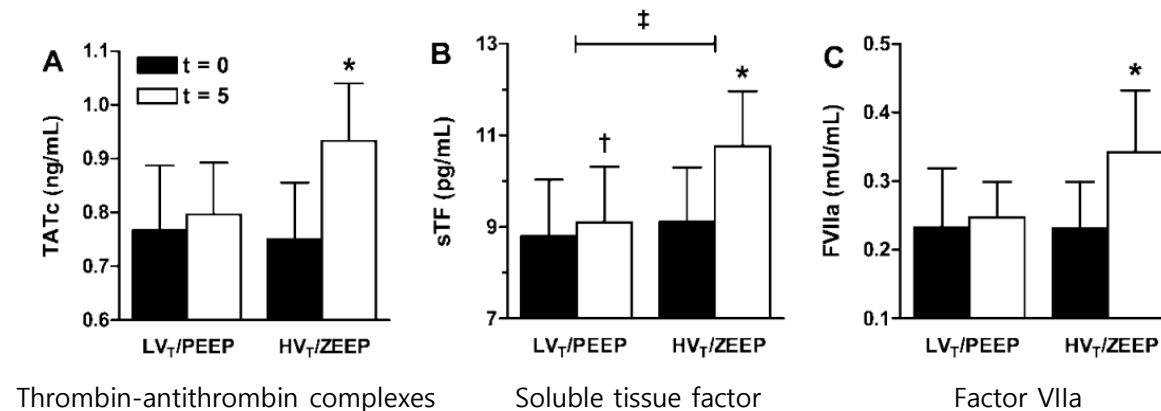 A
t = 0
t = 5
*
1.1
1.0
0.9
0.8
0.7
0.6
TATc (ng/mL)
LVT/PEEP
HVT/ZEEP
Thrombin-antithrombin complexes
B
‡
†
*
13
11
9
7
sTF (pg/mL)
LVT/PEEP
HVT/ZEEP
Soluble tissue factor
C
*
0.5
0.4
0.3
0.2
0.1
FVIIa (mU/mL)
LVT/PEEP
HVT/ZEEP
Factor VIIa